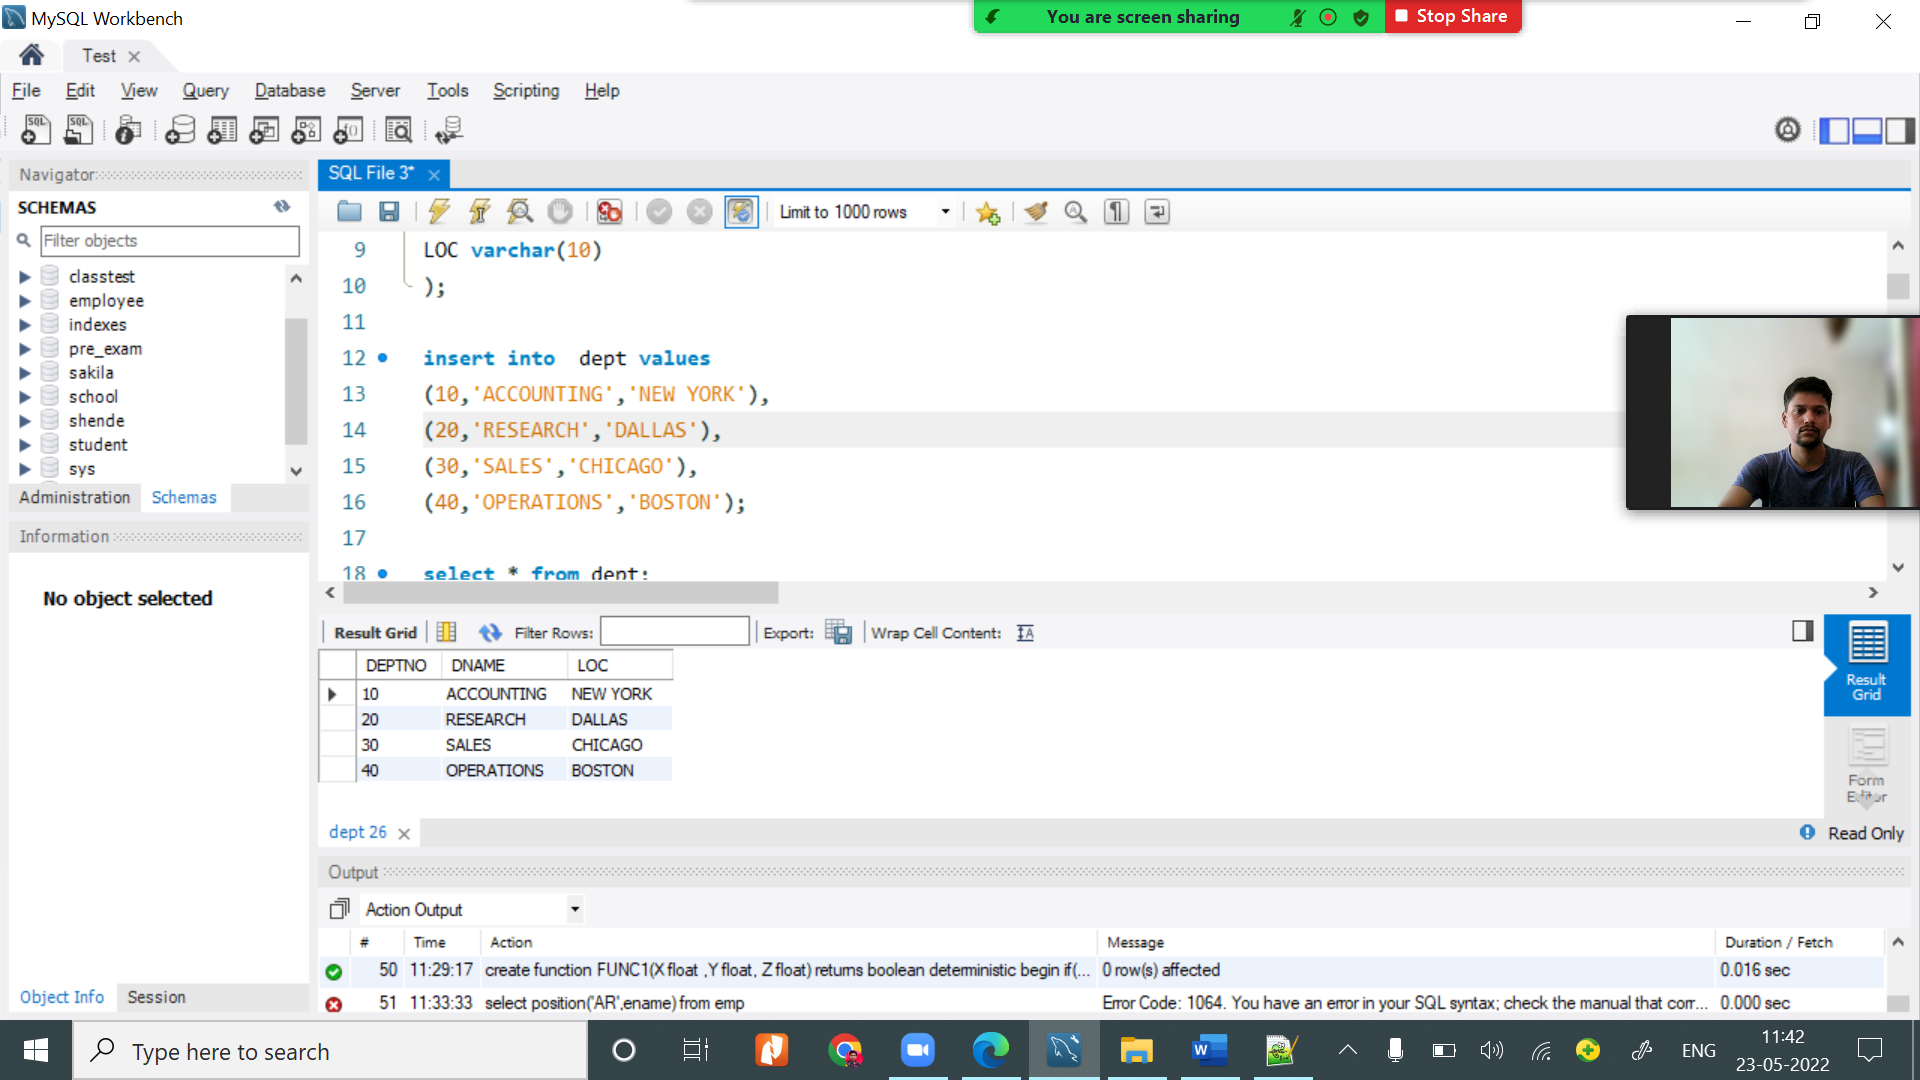 MySQL Workbench
You are screen sharing
Stop Share
Test
File Edit View Query Database Server Tools Scripting Help
Navigator
SCHEMAS
Filter objects
classtest
employee
indexes
pre_exam
sakila
school
shende
student
sys
Administration Schemas
Information
No object selected
Object Info Session
SQL File 3*
Limit to 1000 rows
9 LOC varchar(10)
10 );
11
12 insert into dept values
13 (10,'ACCOUNTING','NEW YORK'),
14 (20,'RESEARCH','DALLAS'),
15 (30,'SALES','CHICAGO'),
16 (40,'OPERATIONS','BOSTON');
17
18 select * from dept;
Result Grid Filter Rows: Export: Wrap Cell Content:
DEPTNO DNAME LOC
10 ACCOUNTING NEW YORK
20 RESEARCH DALLAS
30 SALES CHICAGO
40 OPERATIONS BOSTON
Result
Grid
Form
Editor
dept 26
Read Only
Output
Action Output
# Time Action Message Duration / Fetch
50 11:29:17 create function FUNC1(X float ,Y float, Z float) returns boolean deterministic begin if(... 0 row(s) affected 0.016 sec
51 11:33:33 select position('AR',ename) from emp Error Code: 1064. You have an error in your SQL syntax; check the manual that corr... 0.000 sec
Type here to search
ENG
11:42
23-05-2022